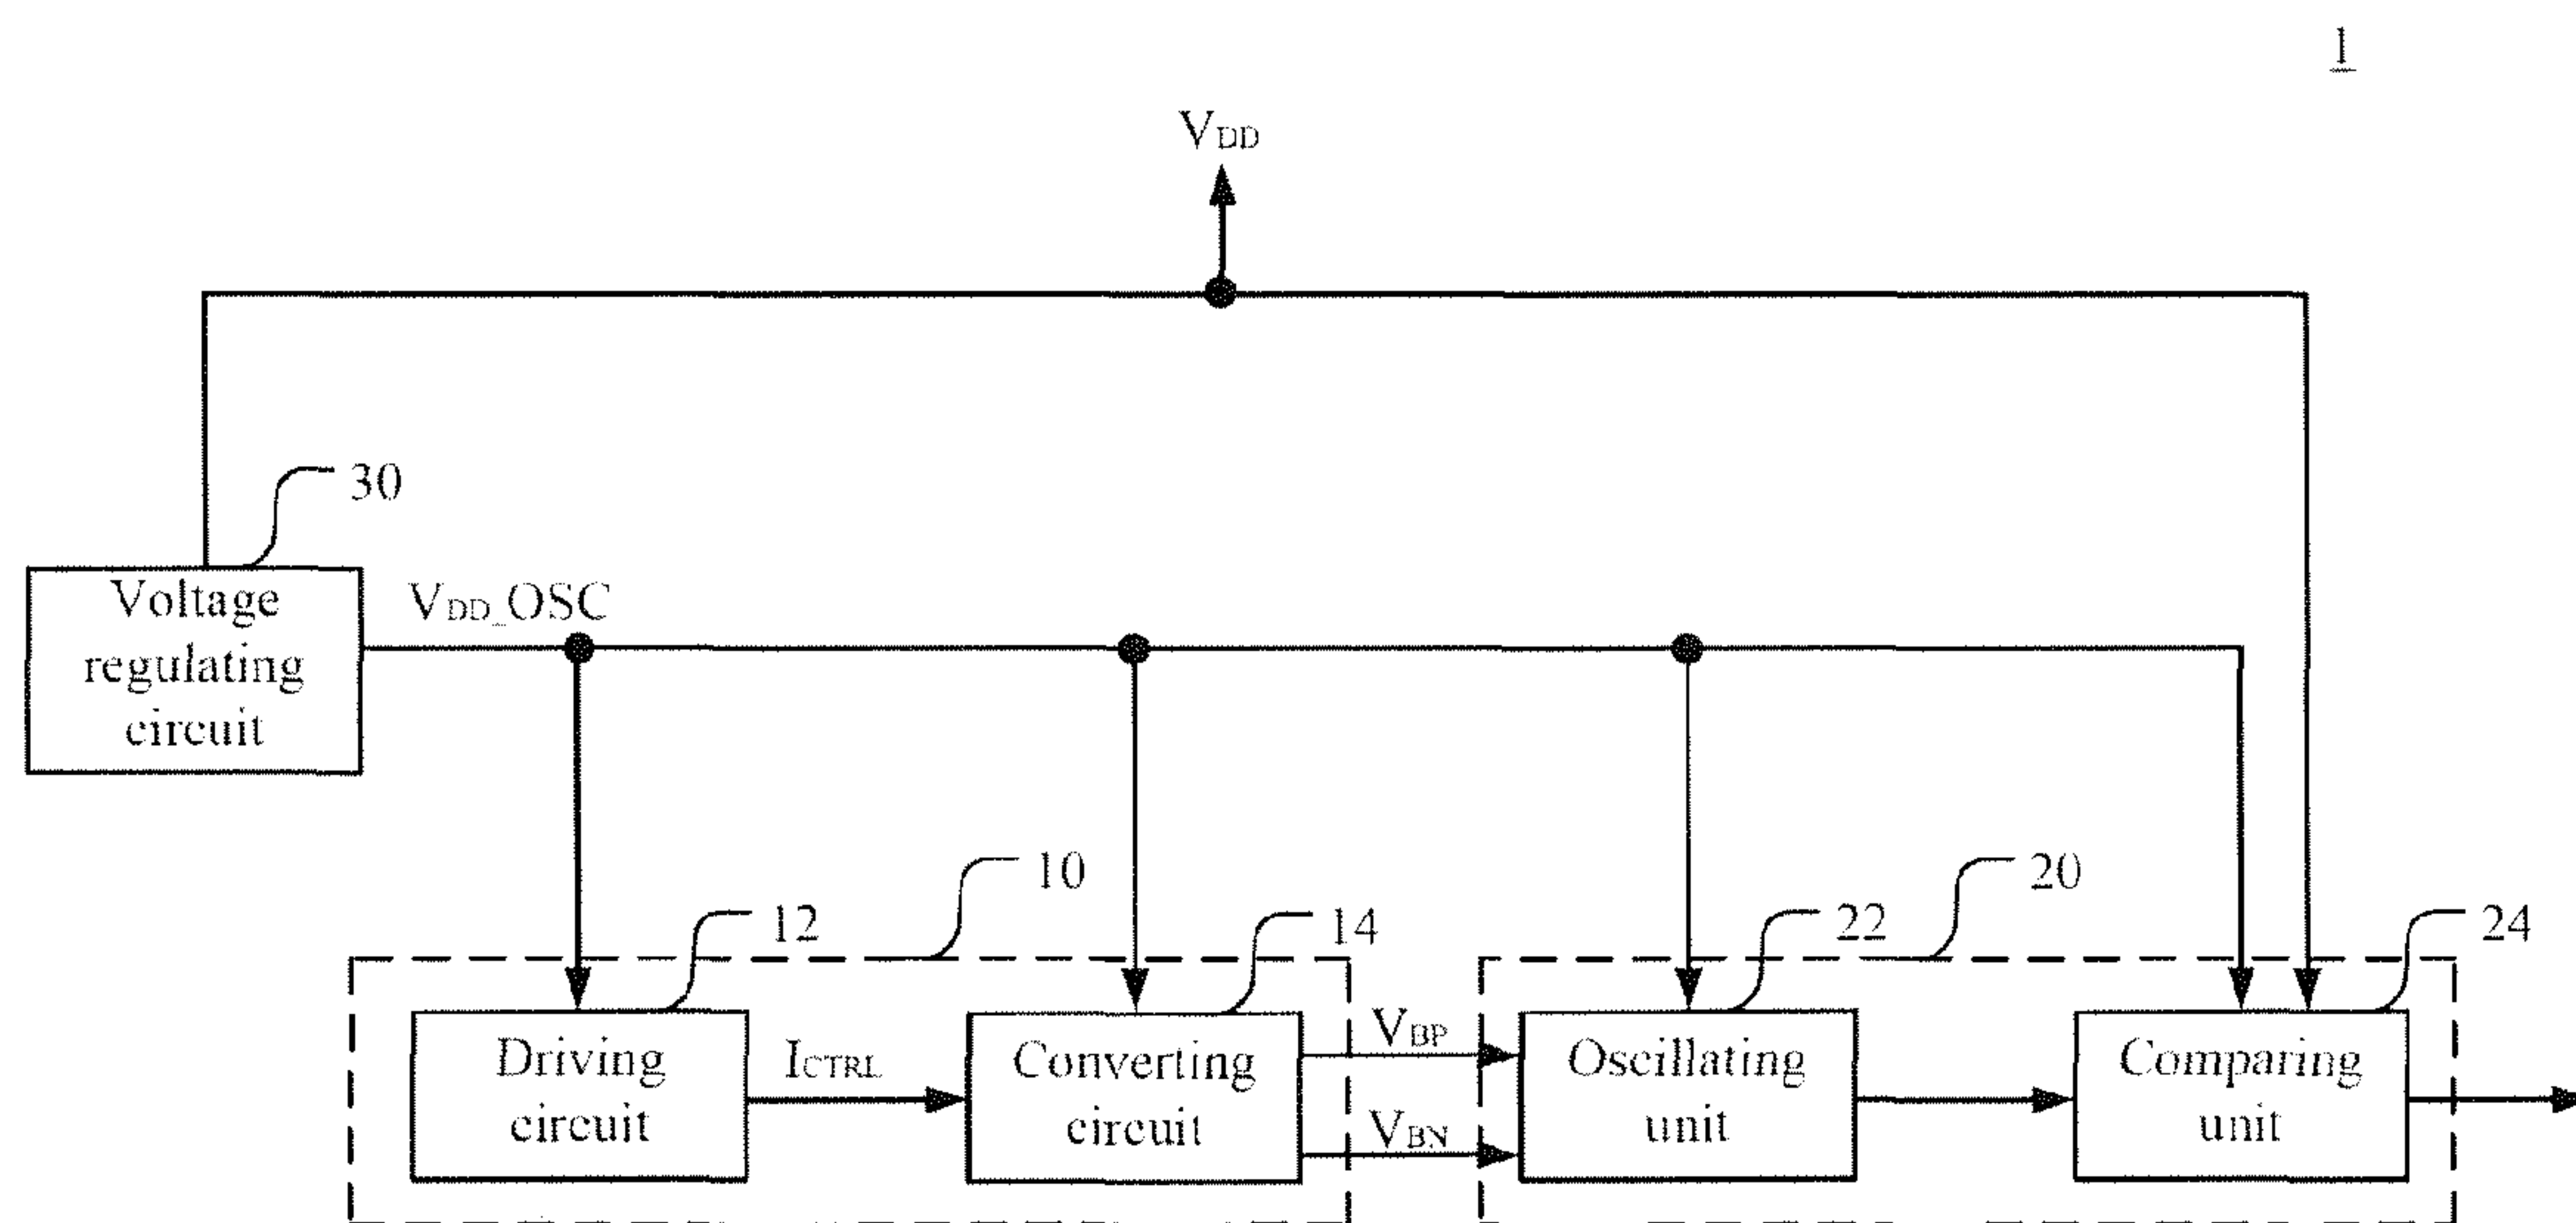 1
VDD
30
Voltage
regulating
circuit
VDD_OSC
10
20
12
14
22
24
Driving
circuit
ICTRL
Converting
circuit
VBP
VBN
Oscillating
unit
Comparing
unit